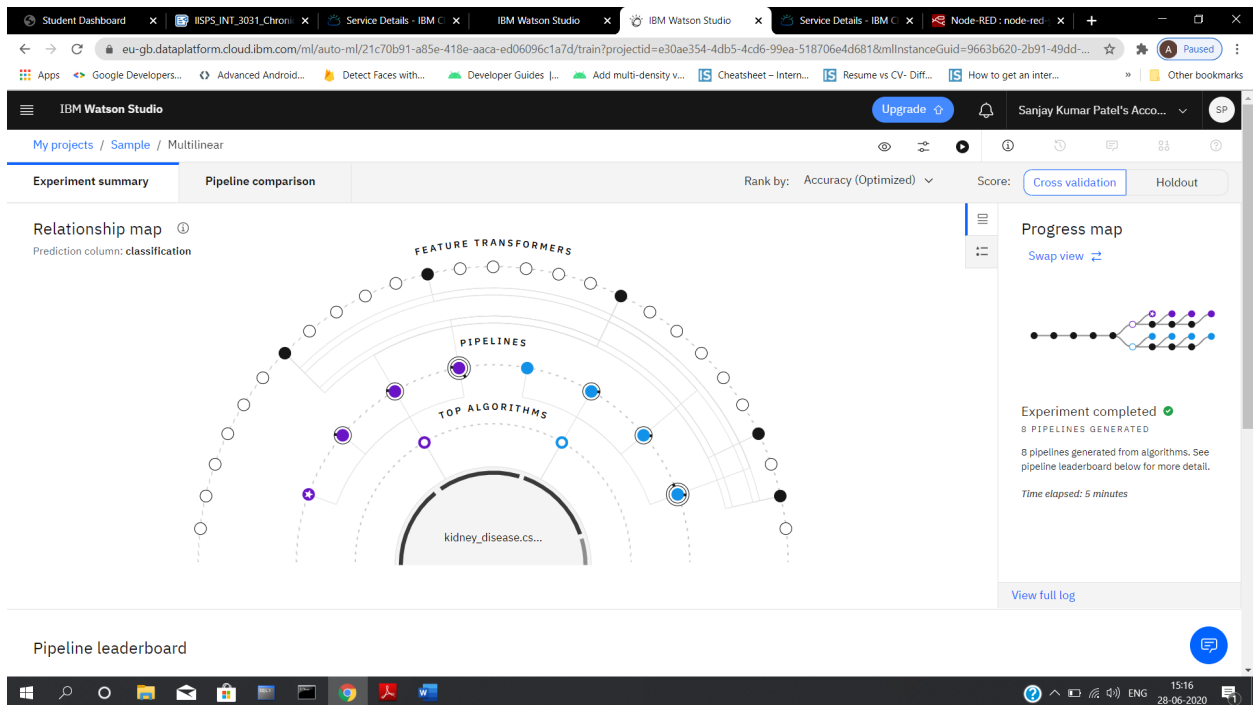 Student Dashboard
IISPS_INT_3031_Chronic
Service Details - IBM Cl
IBM Watson Studio
IBM Watson Studio
Service Details - IBM Cl
Node-RED : node-red-
eu-gb.dataplatform.cloud.ibm.com/ml/auto-ml/21c70b91-a85e-418e-aaca-ed06096c1a7d/train?projectid=e30ae354-4db5-4cd6-99ea-518706e4d681&mlInstanceGuid=9663b620-2b91-49dd-...
A Paused
Apps
Google Developers...
Advanced Android...
Detect Faces with...
Developer Guides |...
Add multi-density v...
Cheatsheet – Intern...
Resume vs CV- Diff...
How to get an inter...
»
Other bookmarks
IBM Watson Studio
Upgrade
Sanjay Kumar Patel's Acco...
SP
My projects / Sample / Multilinear
Experiment summary
Pipeline comparison
Rank by: Accuracy (Optimized)
Score: Cross validation Holdout
Relationship map
Prediction column: classification
FEATURE TRANSFORMERS
PIPELINES
TOP ALGORITHMS
kidney_disease.cs...
Progress map
Swap view
Experiment completed
8 PIPELINES GENERATED
8 pipelines generated from algorithms. See
pipeline leaderboard below for more detail.
Time elapsed: 5 minutes
View full log
Pipeline leaderboard
ENG
15:16
28-06-2020
1